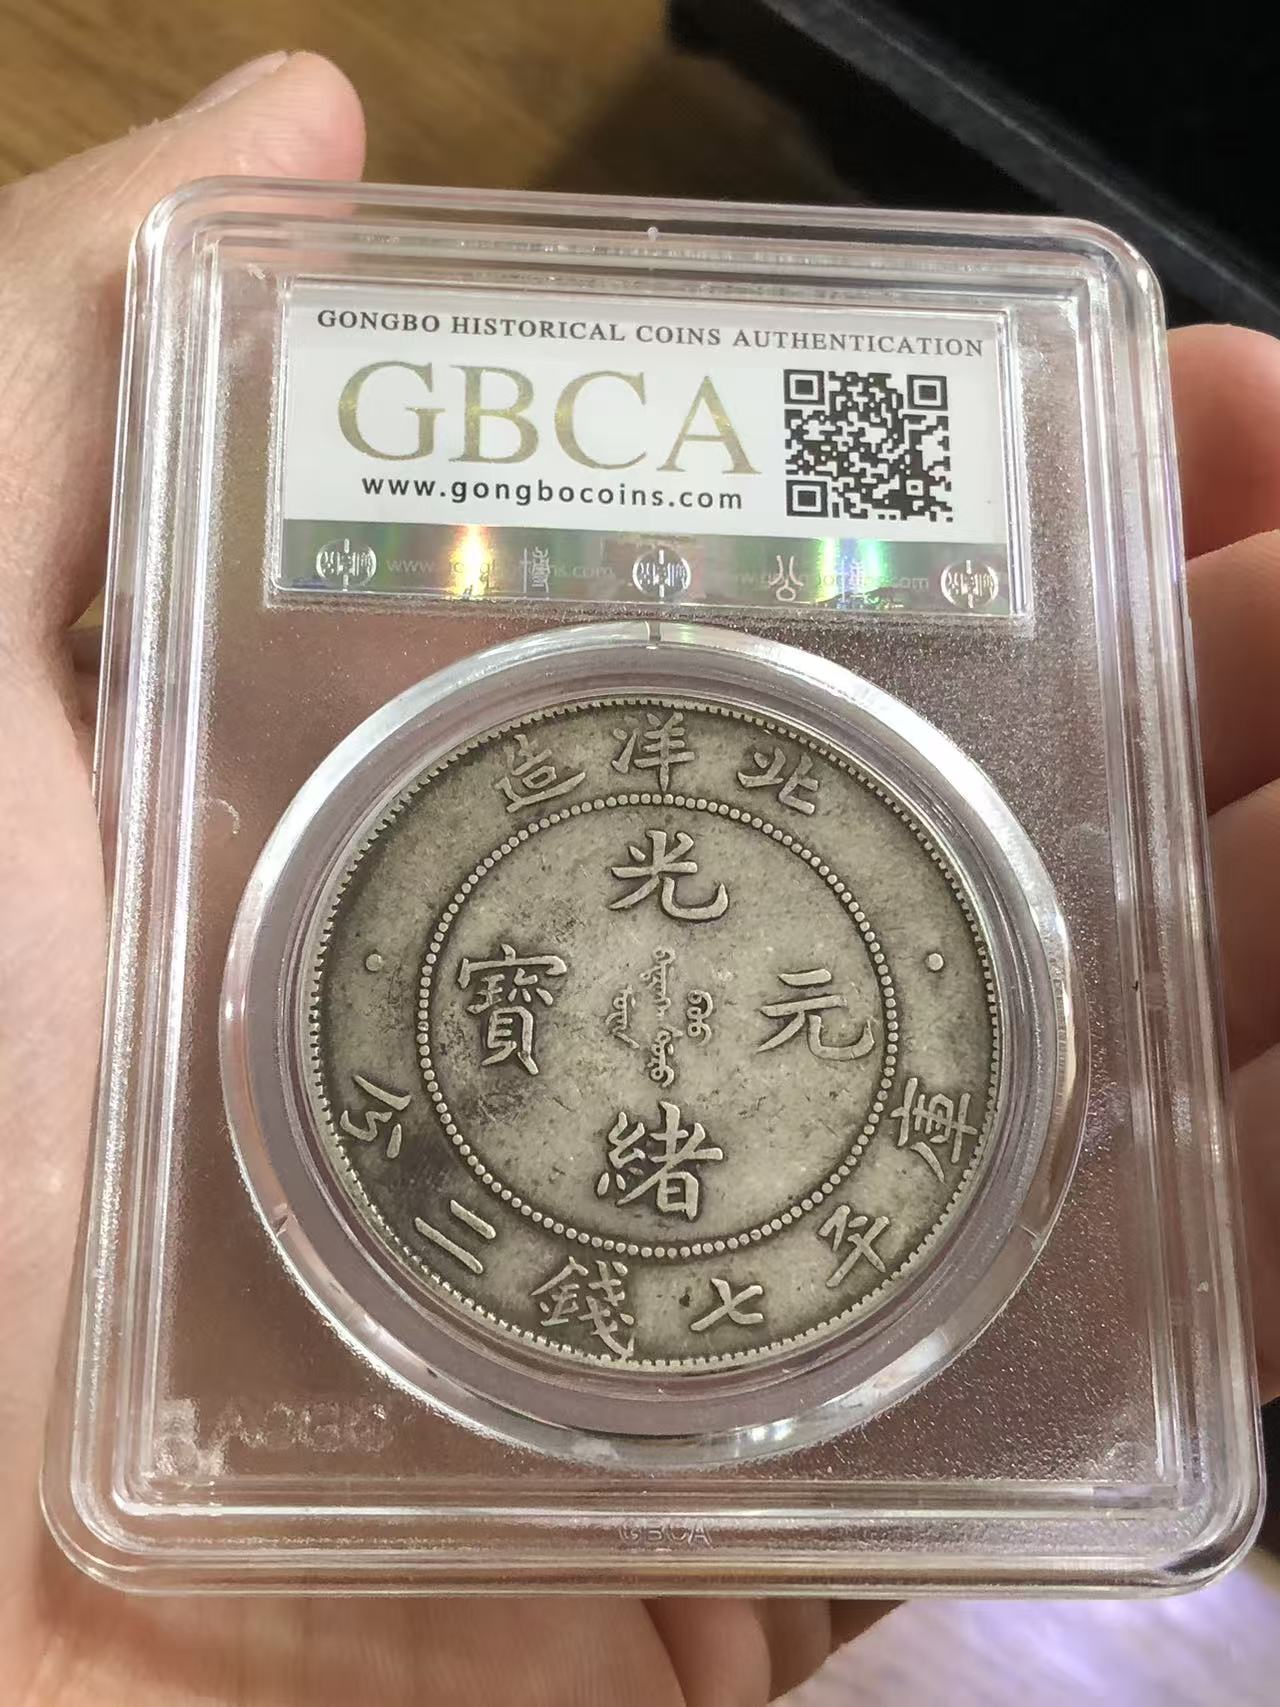 GONGBO HISTORICAL COINS AUTHENTICATION
GBCA
www.gongbocoins.com
北洋造
光緒元寶
庫平七錢二分
GBCA